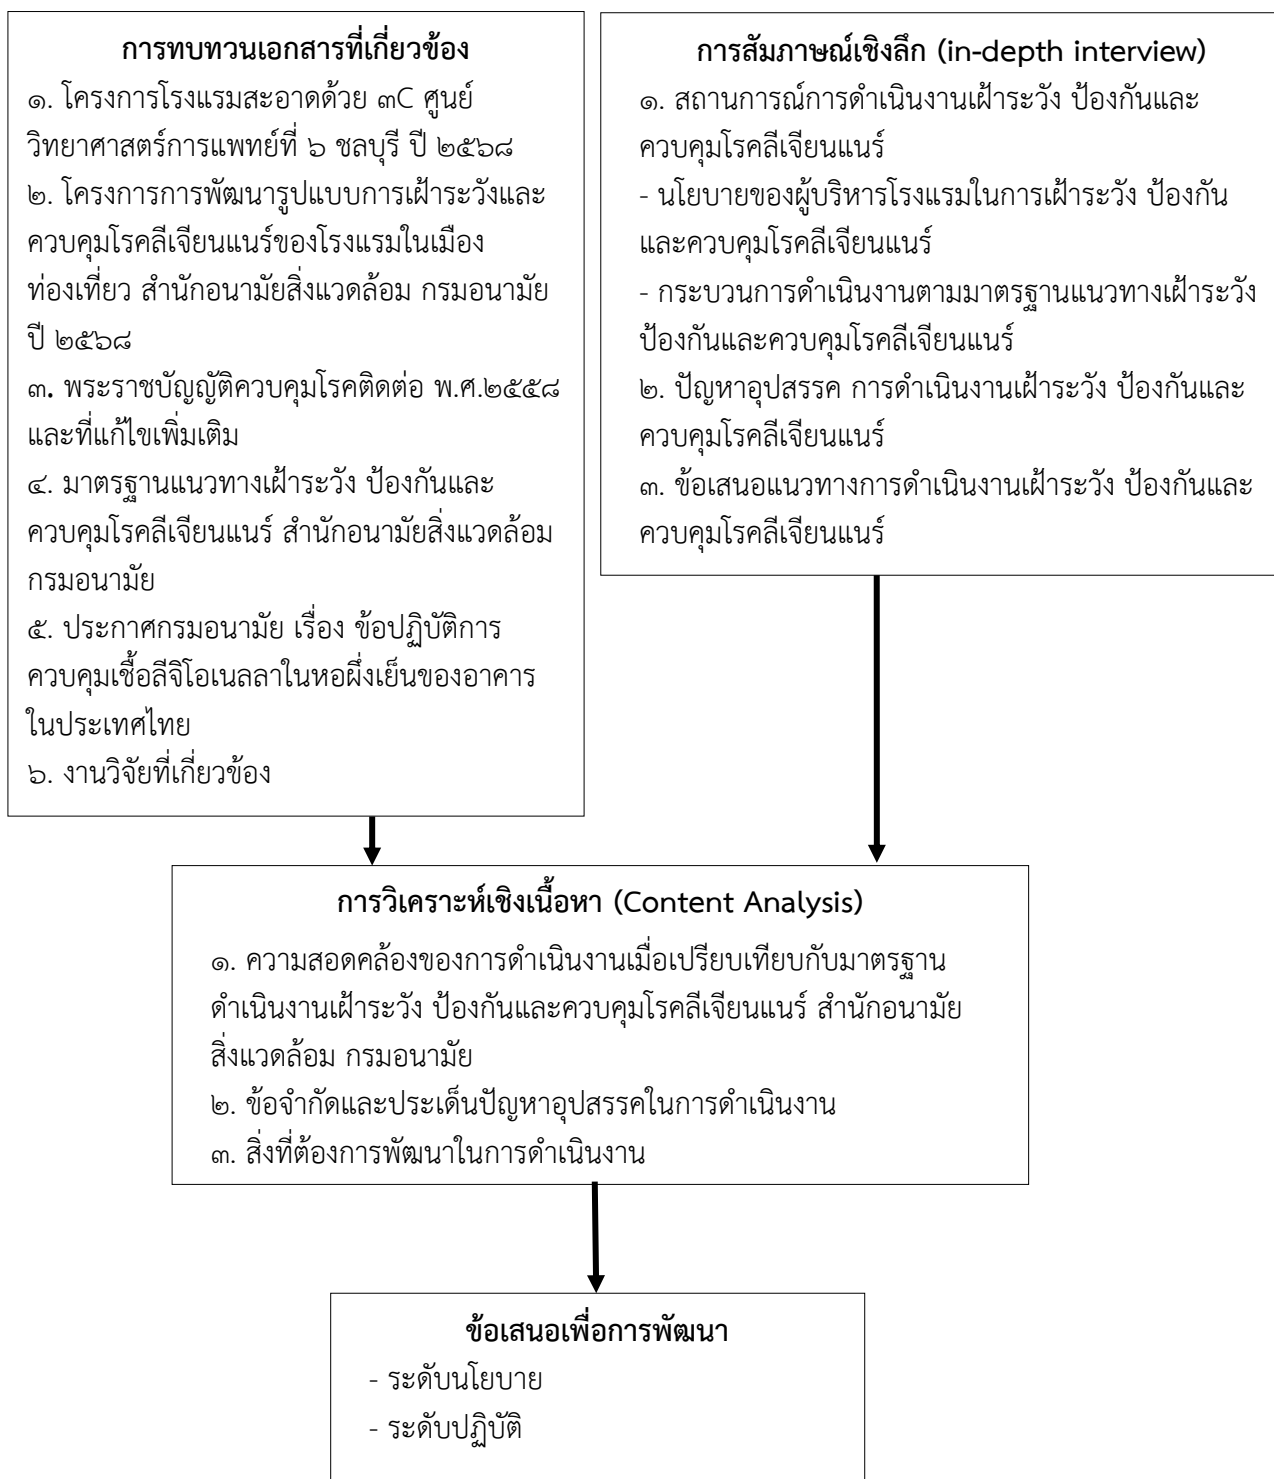 การทบทวนเอกสารที่เกี่ยวข้อง
๑. โครงการโรงแรมสะอาดด้วย ๓C ศูนย์
วิทยาศาสตร์การแพทย์ที่ ๖ ชลบุรี ปี ๒๕๖๘
๒. โครงการการพัฒนารูปแบบการเฝ้าระวังและ
ควบคุมโรคลีเจียนแนร์ของโรงแรมในเมือง
ท่องเที่ยว สำนักอนามัยสิ่งแวดล้อม กรมอนามัย
ปี ๒๕๖๘
๓. พระราชบัญญัติควบคุมโรคติดต่อ พ.ศ.๒๕๕๘
และที่แก้ไขเพิ่มเติม
๔. มาตรฐานแนวทางเฝ้าระวัง ป้องกันและ
ควบคุมโรคลีเจียนแนร์ สำนักอนามัยสิ่งแวดล้อม
กรมอนามัย
๕. ประกาศกรมอนามัย เรื่อง ข้อปฏิบัติการ
ควบคุมเชื้อลีจิโอเนลลาในหอผึ่งเย็นของอาคาร
ในประเทศไทย
๖. งานวิจัยที่เกี่ยวข้อง
การสัมภาษณ์เชิงลึก (in-depth interview)
๑. สถานการณ์การดำเนินงานเฝ้าระวัง ป้องกันและ
ควบคุมโรคลีเจียนแนร์
- นโยบายของผู้บริหารโรงแรมในการเฝ้าระวัง ป้องกัน
และควบคุมโรคลีเจียนแนร์
- กระบวนการดำเนินงานตามมาตรฐานแนวทางเฝ้าระวัง
ป้องกันและควบคุมโรคลีเจียนแนร์
๒. ปัญหาอุปสรรค การดำเนินงานเฝ้าระวัง ป้องกันและ
ควบคุมโรคลีเจียนแนร์
๓. ข้อเสนอแนวทางการดำเนินงานเฝ้าระวัง ป้องกันและ
ควบคุมโรคลีเจียนแนร์
การวิเคราะห์เชิงเนื้อหา (Content Analysis)
๑. ความสอดคล้องของการดำเนินงานเมื่อเปรียบเทียบกับมาตรฐาน
ดำเนินงานเฝ้าระวัง ป้องกันและควบคุมโรคลีเจียนแนร์ สำนักอนามัย
สิ่งแวดล้อม กรมอนามัย
๒. ข้อจำกัดและประเด็นปัญหาอุปสรรคในการดำเนินงาน
๓. สิ่งที่ต้องการพัฒนาในการดำเนินงาน
ข้อเสนอเพื่อการพัฒนา
- ระดับนโยบาย
- ระดับปฏิบัติ